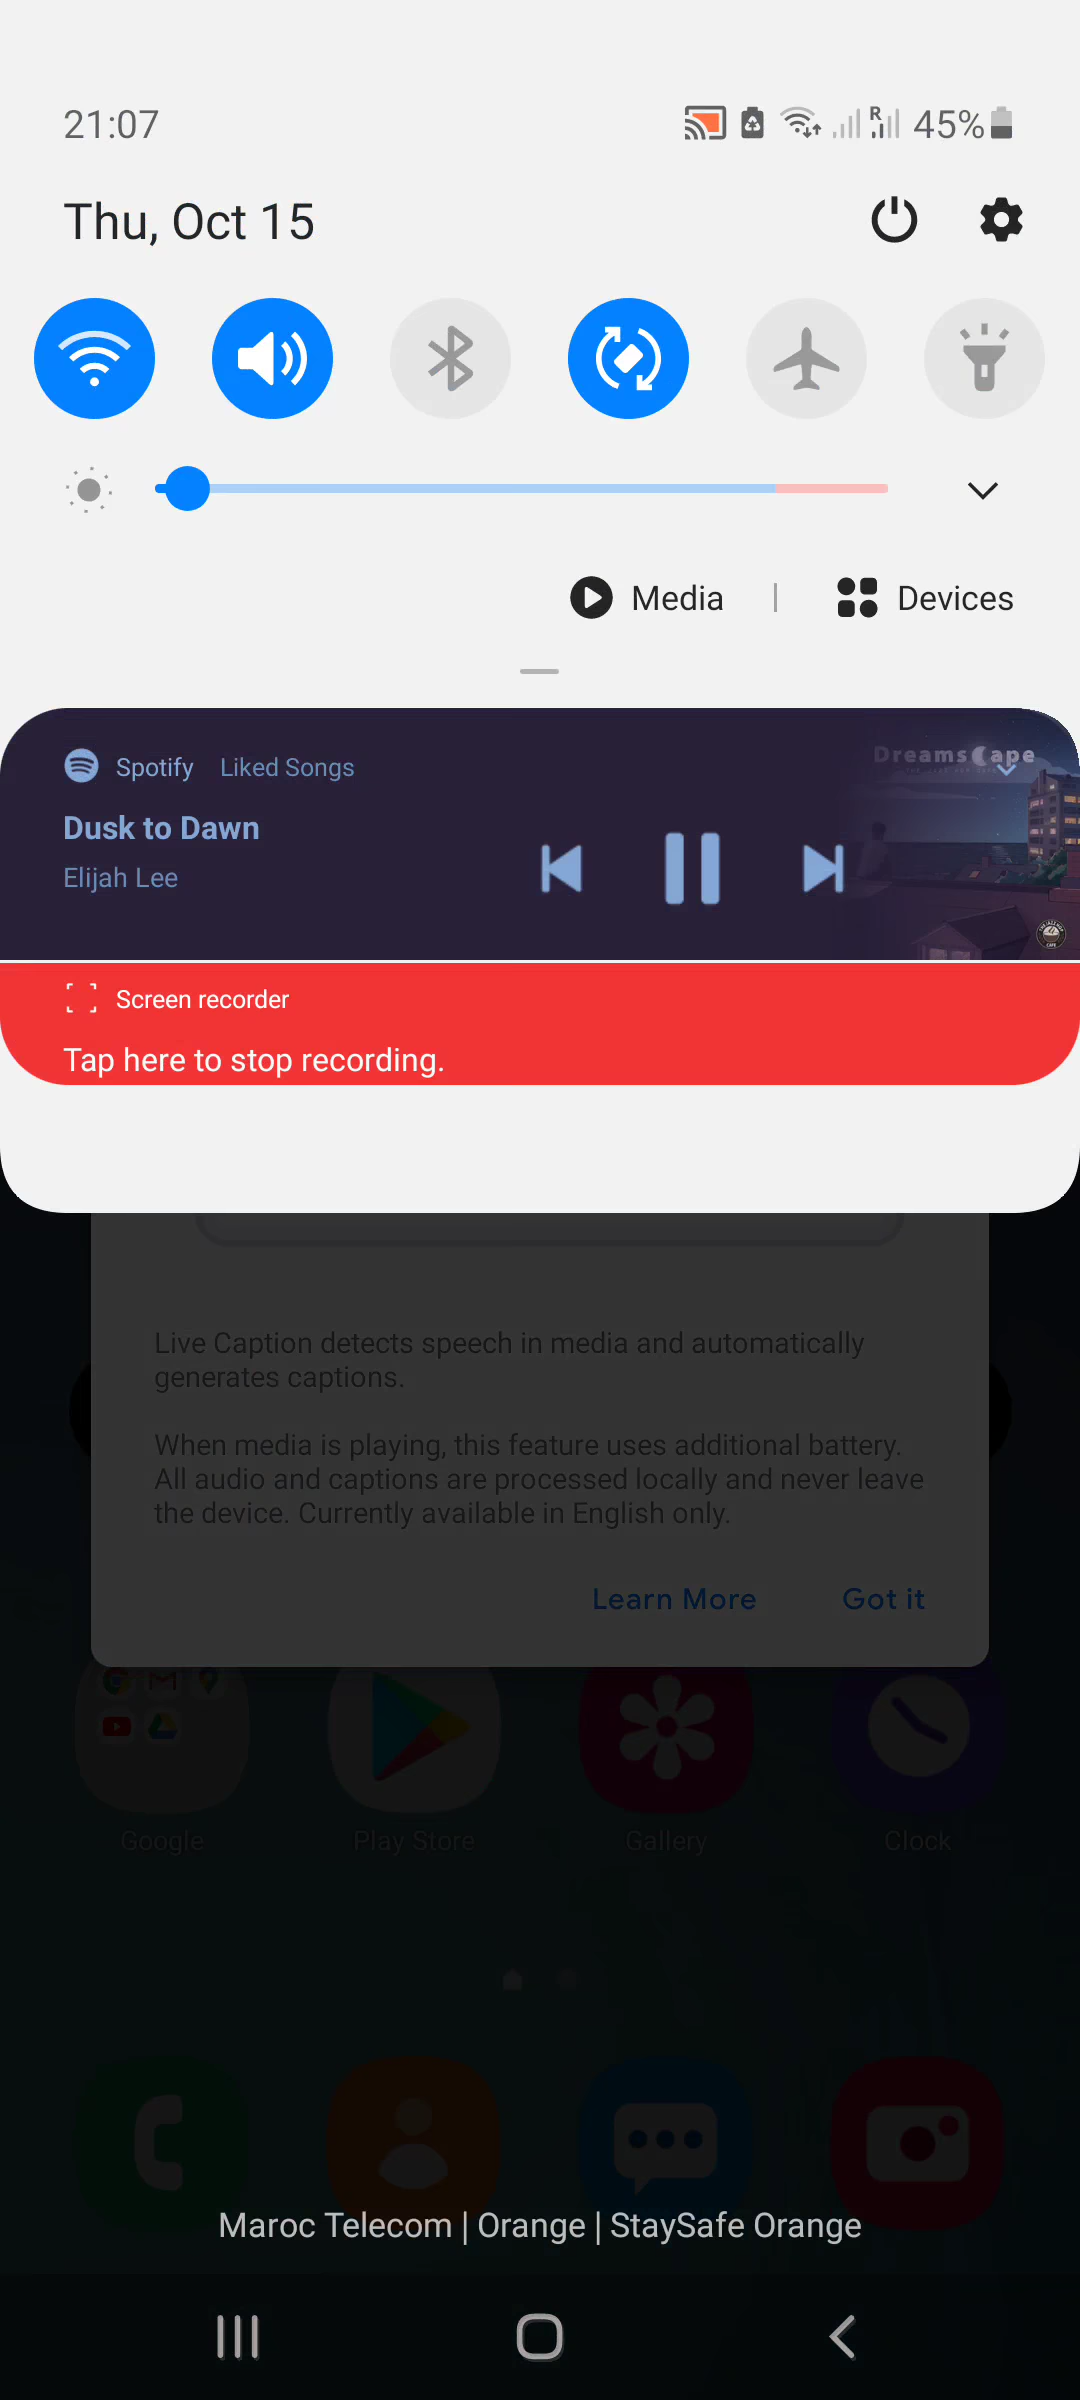 21:07
R
45%
Thu, Oct 15
Media | Devices
Spotify Liked Songs
Dreamscape
Dusk to Dawn
Elijah Lee
Screen recorder
Tap here to stop recording.
Live Caption detects speech in media and automatically
generates captions.
When media is playing, this feature uses additional battery.
All audio and captions are processed locally and never leave
the device. Currently available in English only.
Learn More Got it
Google Play Store Gallery Clock
Maroc Telecom | Orange | StaySafe Orange